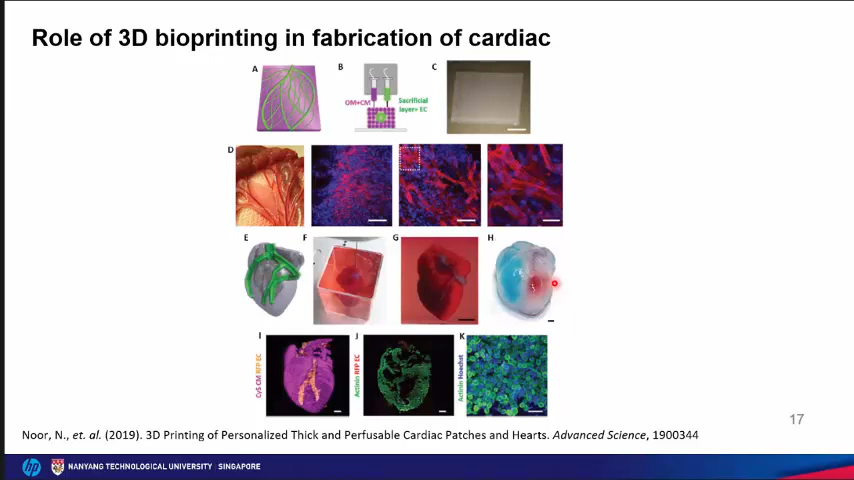 Role of 3D bioprinting in fabrication of cardiac
A
B
C
OM+CM
Sacrificial
layer+ EC
D
E
F
G
H
I
J
K
Cy5 CM RFP EC
Actinin RFP EC
Actinin Hoechst
17
Noor, N., et. al. (2019). 3D Printing of Personalized Thick and Perfusable Cardiac Patches and Hearts. Advanced Science, 1900344
hp
NANYANG TECHNOLOGICAL UNIVERSITY | SINGAPORE